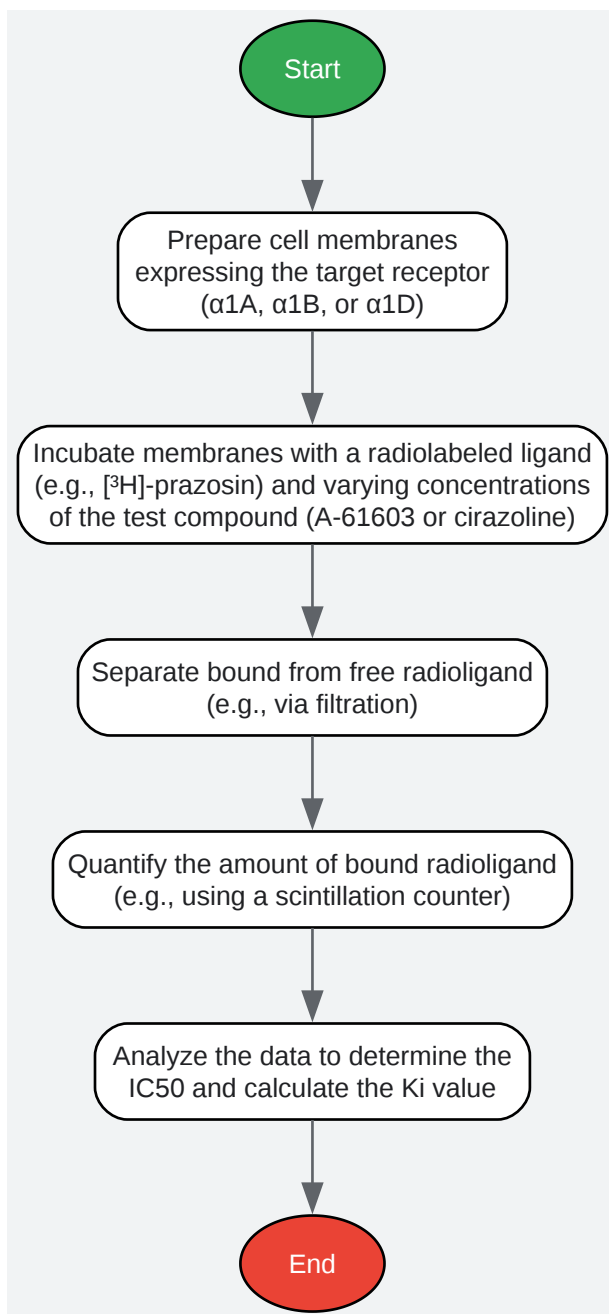 Start
Prepare cell membranes
expressing the target receptor
(α1A, α1B, or α1D)
Incubate membranes with a radiolabeled ligand
(e.g., [³H]-prazosin) and varying concentrations
of the test compound (A-61603 or cirazoline)
Separate bound from free radioligand
(e.g., via filtration)
Quantify the amount of bound radioligand
(e.g., using a scintillation counter)
Analyze the data to determine the
IC50 and calculate the Ki value
End